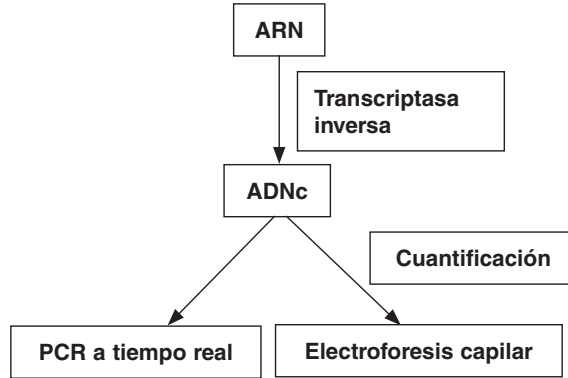 ARN
Transcriptasa
inversa
ADNc
Cuantificación
PCR a tiempo real
Electroforesis capilar